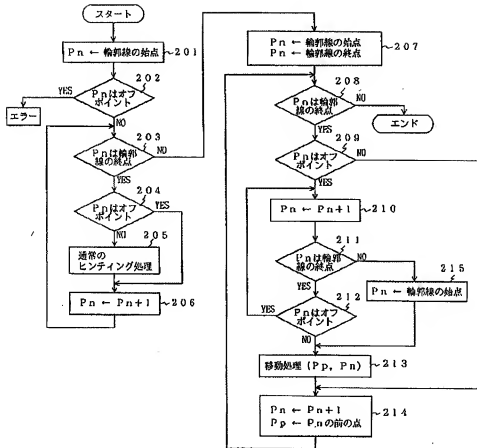 スタート
Pn ← 輪郭線の始点
201
202
Pnはオフ
ポイント
YES
エラー
NO
203
Pnは輪郭
線の終点
NO
YES
204
Pnはオフ
ポイント
YES
NO
205
通常の
ヒンティング処理
Pn ← Pn+1
206
Pn ← 輪郭線の始点
Pn ← 輪郭線の終点
207
208
Pnは輪郭
線の終点
NO
エンド
YES
209
Pnはオフ
ポイント
NO
YES
Pn ← Pn+1
210
211
Pnは輪郭
線の終点
NO
YES
215
Pn ← 輪郭線の始点
212
Pnはオフ
ポイント
YES
NO
移動処理 (Pp, Pn)
213
Pn ← Pn+1
Pp ← Pnの前の点
214